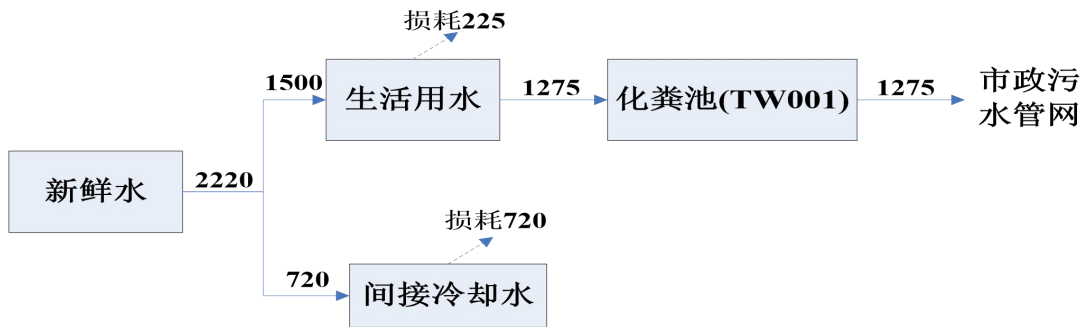 损耗225
1500
生活用水
1275
化粪池(TW001)
1275
市政污
水管网
新鲜水
2220
损耗720
720
间接冷却水